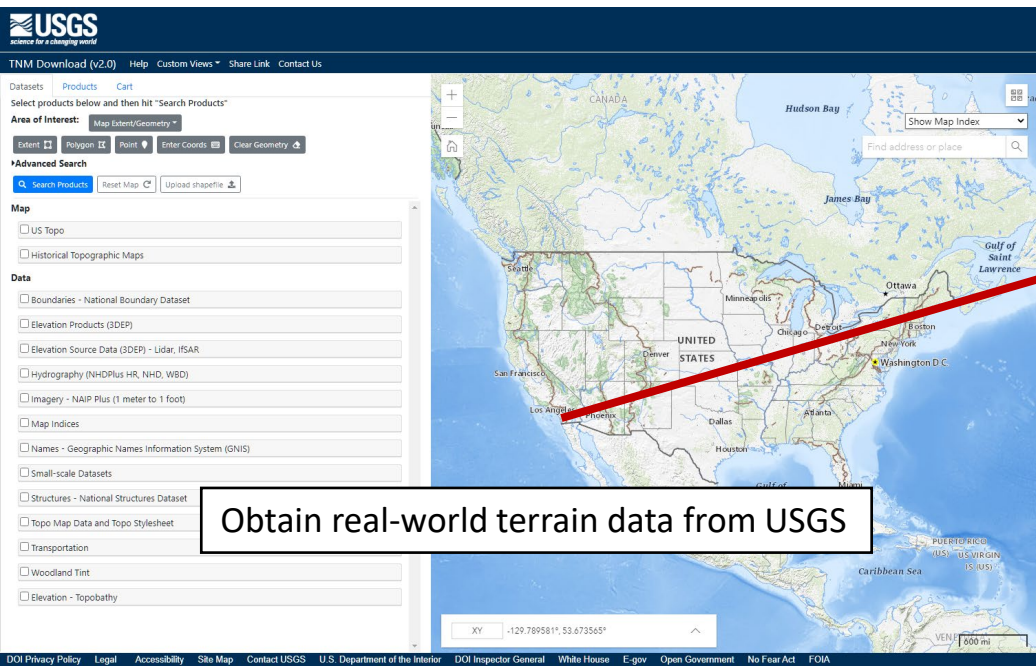 USGS
science for a changing world
TNM Download (v2.0) Help Custom Views Share Link Contact Us
Datasets Products Cart
Select products below and then hit "Search Products"
Area of Interest: Map Extent/Geometry
Extent Polygon Point Enter Coords Clear Geometry
Advanced Search
Search Products Reset Map Upload shapefile
Map
US Topo
Historical Topographic Maps
Data
Boundaries - National Boundary Dataset
Elevation Products (3DEP)
Elevation Source Data (3DEP) - Lidar, IfSAR
Hydrography (NHDPlus HR, NHD, WBD)
Imagery - NAIP Plus (1 meter to 1 foot)
Map Indices
Names - Geographic Names Information System (GNIS)
Small-scale Datasets
Structures - National Structures Dataset
Topo Map Data and Topo Stylesheet
Transportation
Woodland Tint
Elevation - Topobathy
CANADA
Hudson Bay
Show Map Index
Find address or place
James Bay
Gulf of
Saint
Lawrence
Seattle
Ottawa
Minneapolis
Chicago
Detroit
Boston
New York
UNITED
STATES
Denver
Washington D.C.
San Francisco
Los Angeles
Phoenix
Atlanta
Dallas
Houston
Gulf of
Miami
Obtain real-world terrain data from USGS
PUERTO RICO
(US) US VIRGIN
IS (US)
Caribbean Sea
XY -129.789581°, 53.673565°
600 mi
DOI Privacy Policy Legal Accessibility Site Map Contact USGS U.S. Department of the Interior DOI Inspector General White House E-gov Open Government No Fear Act FOIA